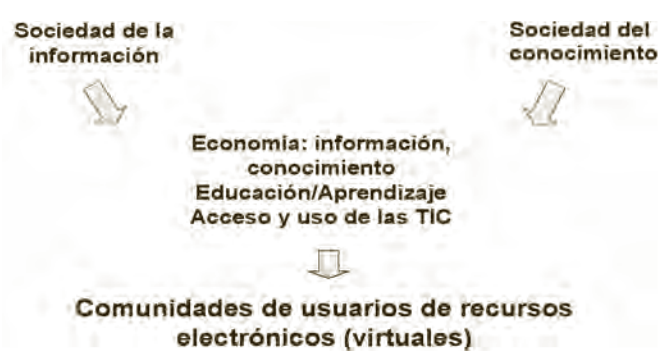 Sociedad de la
información
Sociedad del
conocimiento
Economía: información,
conocimiento
Educación/Aprendizaje
Acceso y uso de las TIC
Comunidades de usuarios de recursos
electrónicos (virtuales)